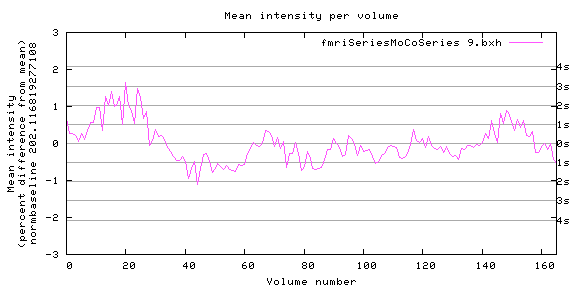 Mean intensity per volume
fmriSeriesMoCoSeries 9.bxh
Mean intensity
(percent difference from mean)
normbaseline 202.116819277108
3
2
1
0
-1
-2
-3
4s
3s
2s
1s
0s
1s
2s
3s
4s
0 20 40 60 80 100 120 140 160
Volume number